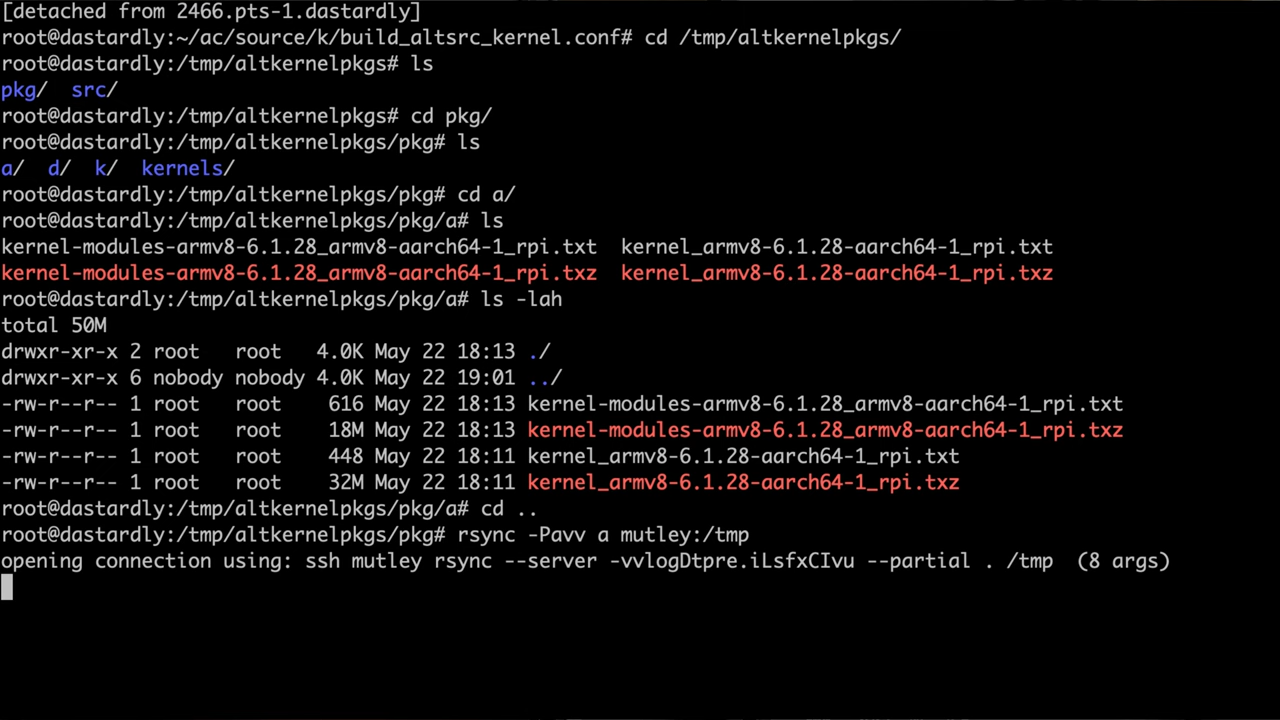 [detached from 2466.pts-1.dastardly]
root@dastardly:~/ac/source/k/build_altsrc_kernel.conf# cd /tmp/altkernelpkgs/
root@dastardly:/tmp/altkernelpkgs# ls
pkg/  src/
root@dastardly:/tmp/altkernelpkgs# cd pkg/
root@dastardly:/tmp/altkernelpkgs/pkg# ls
a/  d/  k/  kernels/
root@dastardly:/tmp/altkernelpkgs/pkg# cd a/
root@dastardly:/tmp/altkernelpkgs/pkg/a# ls
kernel-modules-armv8-6.1.28_armv8-aarch64-1_rpi.txt  kernel_armv8-6.1.28-aarch64-1_rpi.txt
kernel-modules-armv8-6.1.28_armv8-aarch64-1_rpi.txz  kernel_armv8-6.1.28-aarch64-1_rpi.txz
root@dastardly:/tmp/altkernelpkgs/pkg/a# ls -lah
total 50M
drwxr-xr-x 2 root   root   4.0K May 22 18:13 ./
drwxr-xr-x 6 nobody nobody 4.0K May 22 19:01 ../
-rw-r--r-- 1 root   root    616 May 22 18:13 kernel-modules-armv8-6.1.28_armv8-aarch64-1_rpi.txt
-rw-r--r-- 1 root   root    18M May 22 18:13 kernel-modules-armv8-6.1.28_armv8-aarch64-1_rpi.txz
-rw-r--r-- 1 root   root    448 May 22 18:11 kernel_armv8-6.1.28-aarch64-1_rpi.txt
-rw-r--r-- 1 root   root    32M May 22 18:11 kernel_armv8-6.1.28-aarch64-1_rpi.txz
root@dastardly:/tmp/altkernelpkgs/pkg/a# cd ..
root@dastardly:/tmp/altkernelpkgs/pkg# rsync -Pavv a mutley:/tmp
opening connection using: ssh mutley rsync --server -vvlogDtpre.iLsfxCIvu --partial . /tmp  (8 args)